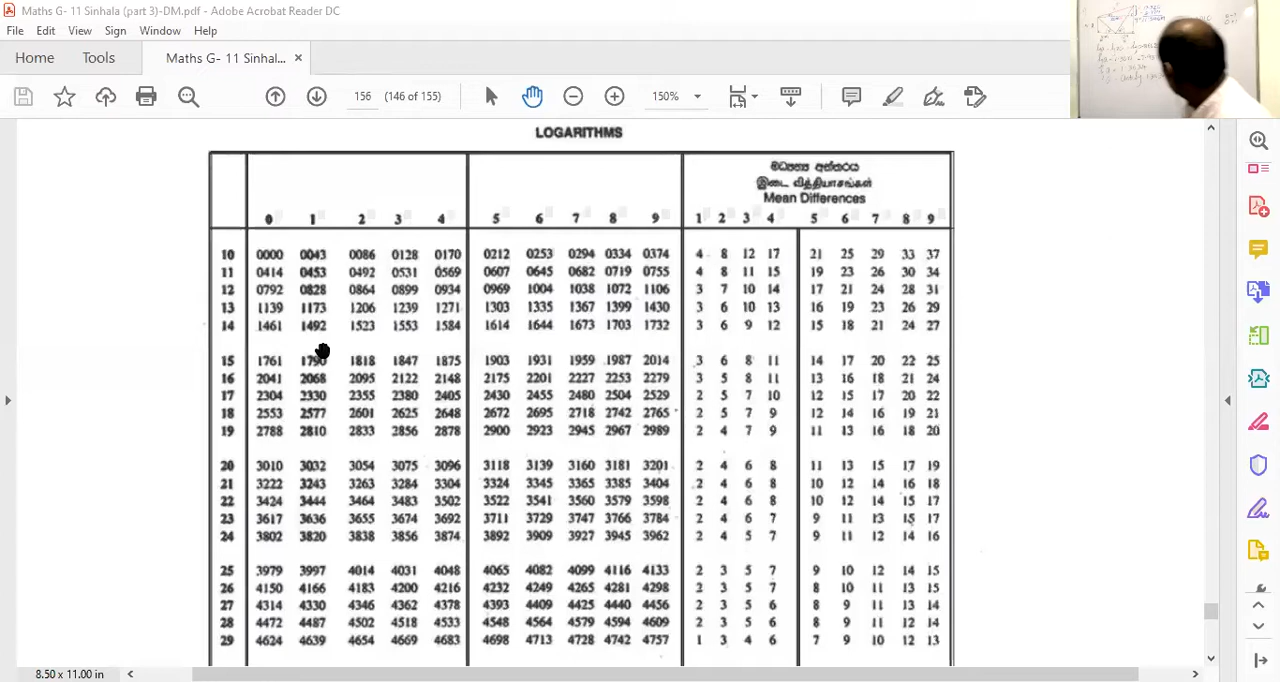 Maths G- 11 Sinhala (part 3)-DM.pdf - Adobe Acrobat Reader DC
File Edit View Sign Window Help
Home Tools Maths G- 11 Sinhal... ×
156 (146 of 155) 150%
LOGARITHMS
මධ්‍යන්‍ය අන්තරය
இடை வித்தியாசங்கள்
Mean Differences
0 1 2 3 4 5 6 7 8 9 1 2 3 4 5 6 7 8 9
10 0000 0043 0086 0128 0170 0212 0253 0294 0334 0374 4 8 12 17 21 25 29 33 37
11 0414 0453 0492 0531 0569 0607 0645 0682 0719 0755 4 8 11 15 19 23 26 30 34
12 0792 0828 0864 0899 0934 0969 1004 1038 1072 1106 3 7 10 14 17 21 24 28 31
13 1139 1173 1206 1239 1271 1303 1335 1367 1399 1430 3 6 10 13 16 19 23 26 29
14 1461 1492 1523 1553 1584 1614 1644 1673 1703 1732 3 6 9 12 15 18 21 24 27
15 1761 1790 1818 1847 1875 1903 1931 1959 1987 2014 3 6 8 11 14 17 20 22 25
16 2041 2068 2095 2122 2148 2175 2201 2227 2253 2279 3 5 8 11 13 16 18 21 24
17 2304 2330 2355 2380 2405 2430 2455 2480 2504 2529 2 5 7 10 12 15 17 20 22
18 2553 2577 2601 2625 2648 2672 2695 2718 2742 2765 2 5 7 9 12 14 16 19 21
19 2788 2810 2833 2856 2878 2900 2923 2945 2967 2989 2 4 7 9 11 13 16 18 20
20 3010 3032 3054 3075 3096 3118 3139 3160 3181 3201 2 4 6 8 11 13 15 17 19
21 3222 3243 3263 3284 3304 3324 3345 3365 3385 3404 2 4 6 8 10 12 14 16 18
22 3424 3444 3464 3483 3502 3522 3541 3560 3579 3598 2 4 6 8 10 12 14 15 17
23 3617 3636 3655 3674 3692 3711 3729 3747 3766 3784 2 4 6 7 9 11 13 15 17
24 3802 3820 3838 3856 3874 3892 3909 3927 3945 3962 2 4 5 7 9 11 12 14 16
25 3979 3997 4014 4031 4048 4065 4082 4099 4116 4133 2 3 5 7 9 10 12 14 15
26 4150 4166 4183 4200 4216 4232 4249 4265 4281 4298 2 3 5 7 8 10 11 13 15
27 4314 4330 4346 4362 4378 4393 4409 4425 4440 4456 2 3 5 6 8 9 11 13 14
28 4472 4487 4502 4518 4533 4548 4564 4579 4594 4609 2 3 5 6 8 9 11 12 14
29 4624 4639 4654 4669 4683 4698 4713 4728 4742 4757 1 3 4 6 7 9 10 12 13
8.50 x 11.00 in